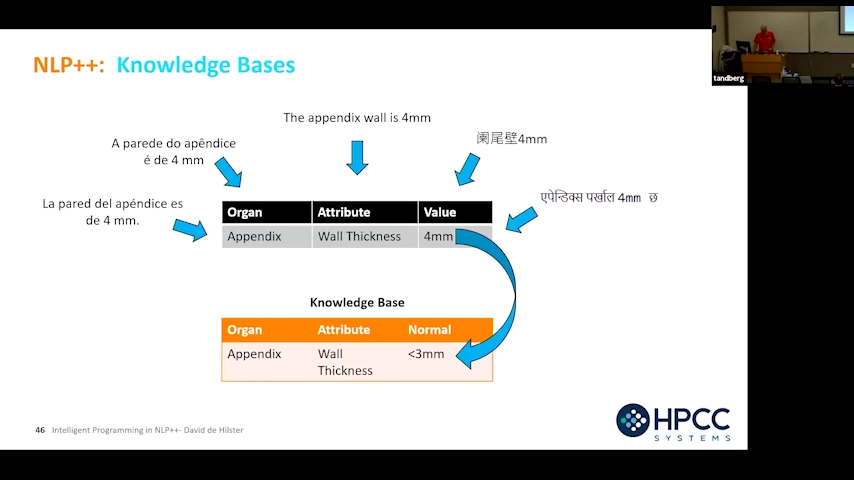 tandberg
NLP++: Knowledge Bases
The appendix wall is 4mm
A parede do apêndice
é de 4 mm
阑尾壁4mm
La pared del apéndice es
de 4 mm.
एपेन्डिक्स पर्खाल 4mm छ
Organ Attribute Value
Appendix Wall Thickness 4mm
Knowledge Base
Organ Attribute Normal
Appendix Wall <3mm
Thickness
46 Intelligent Programming in NLP++- David de Hilster
HPCC
SYSTEMS